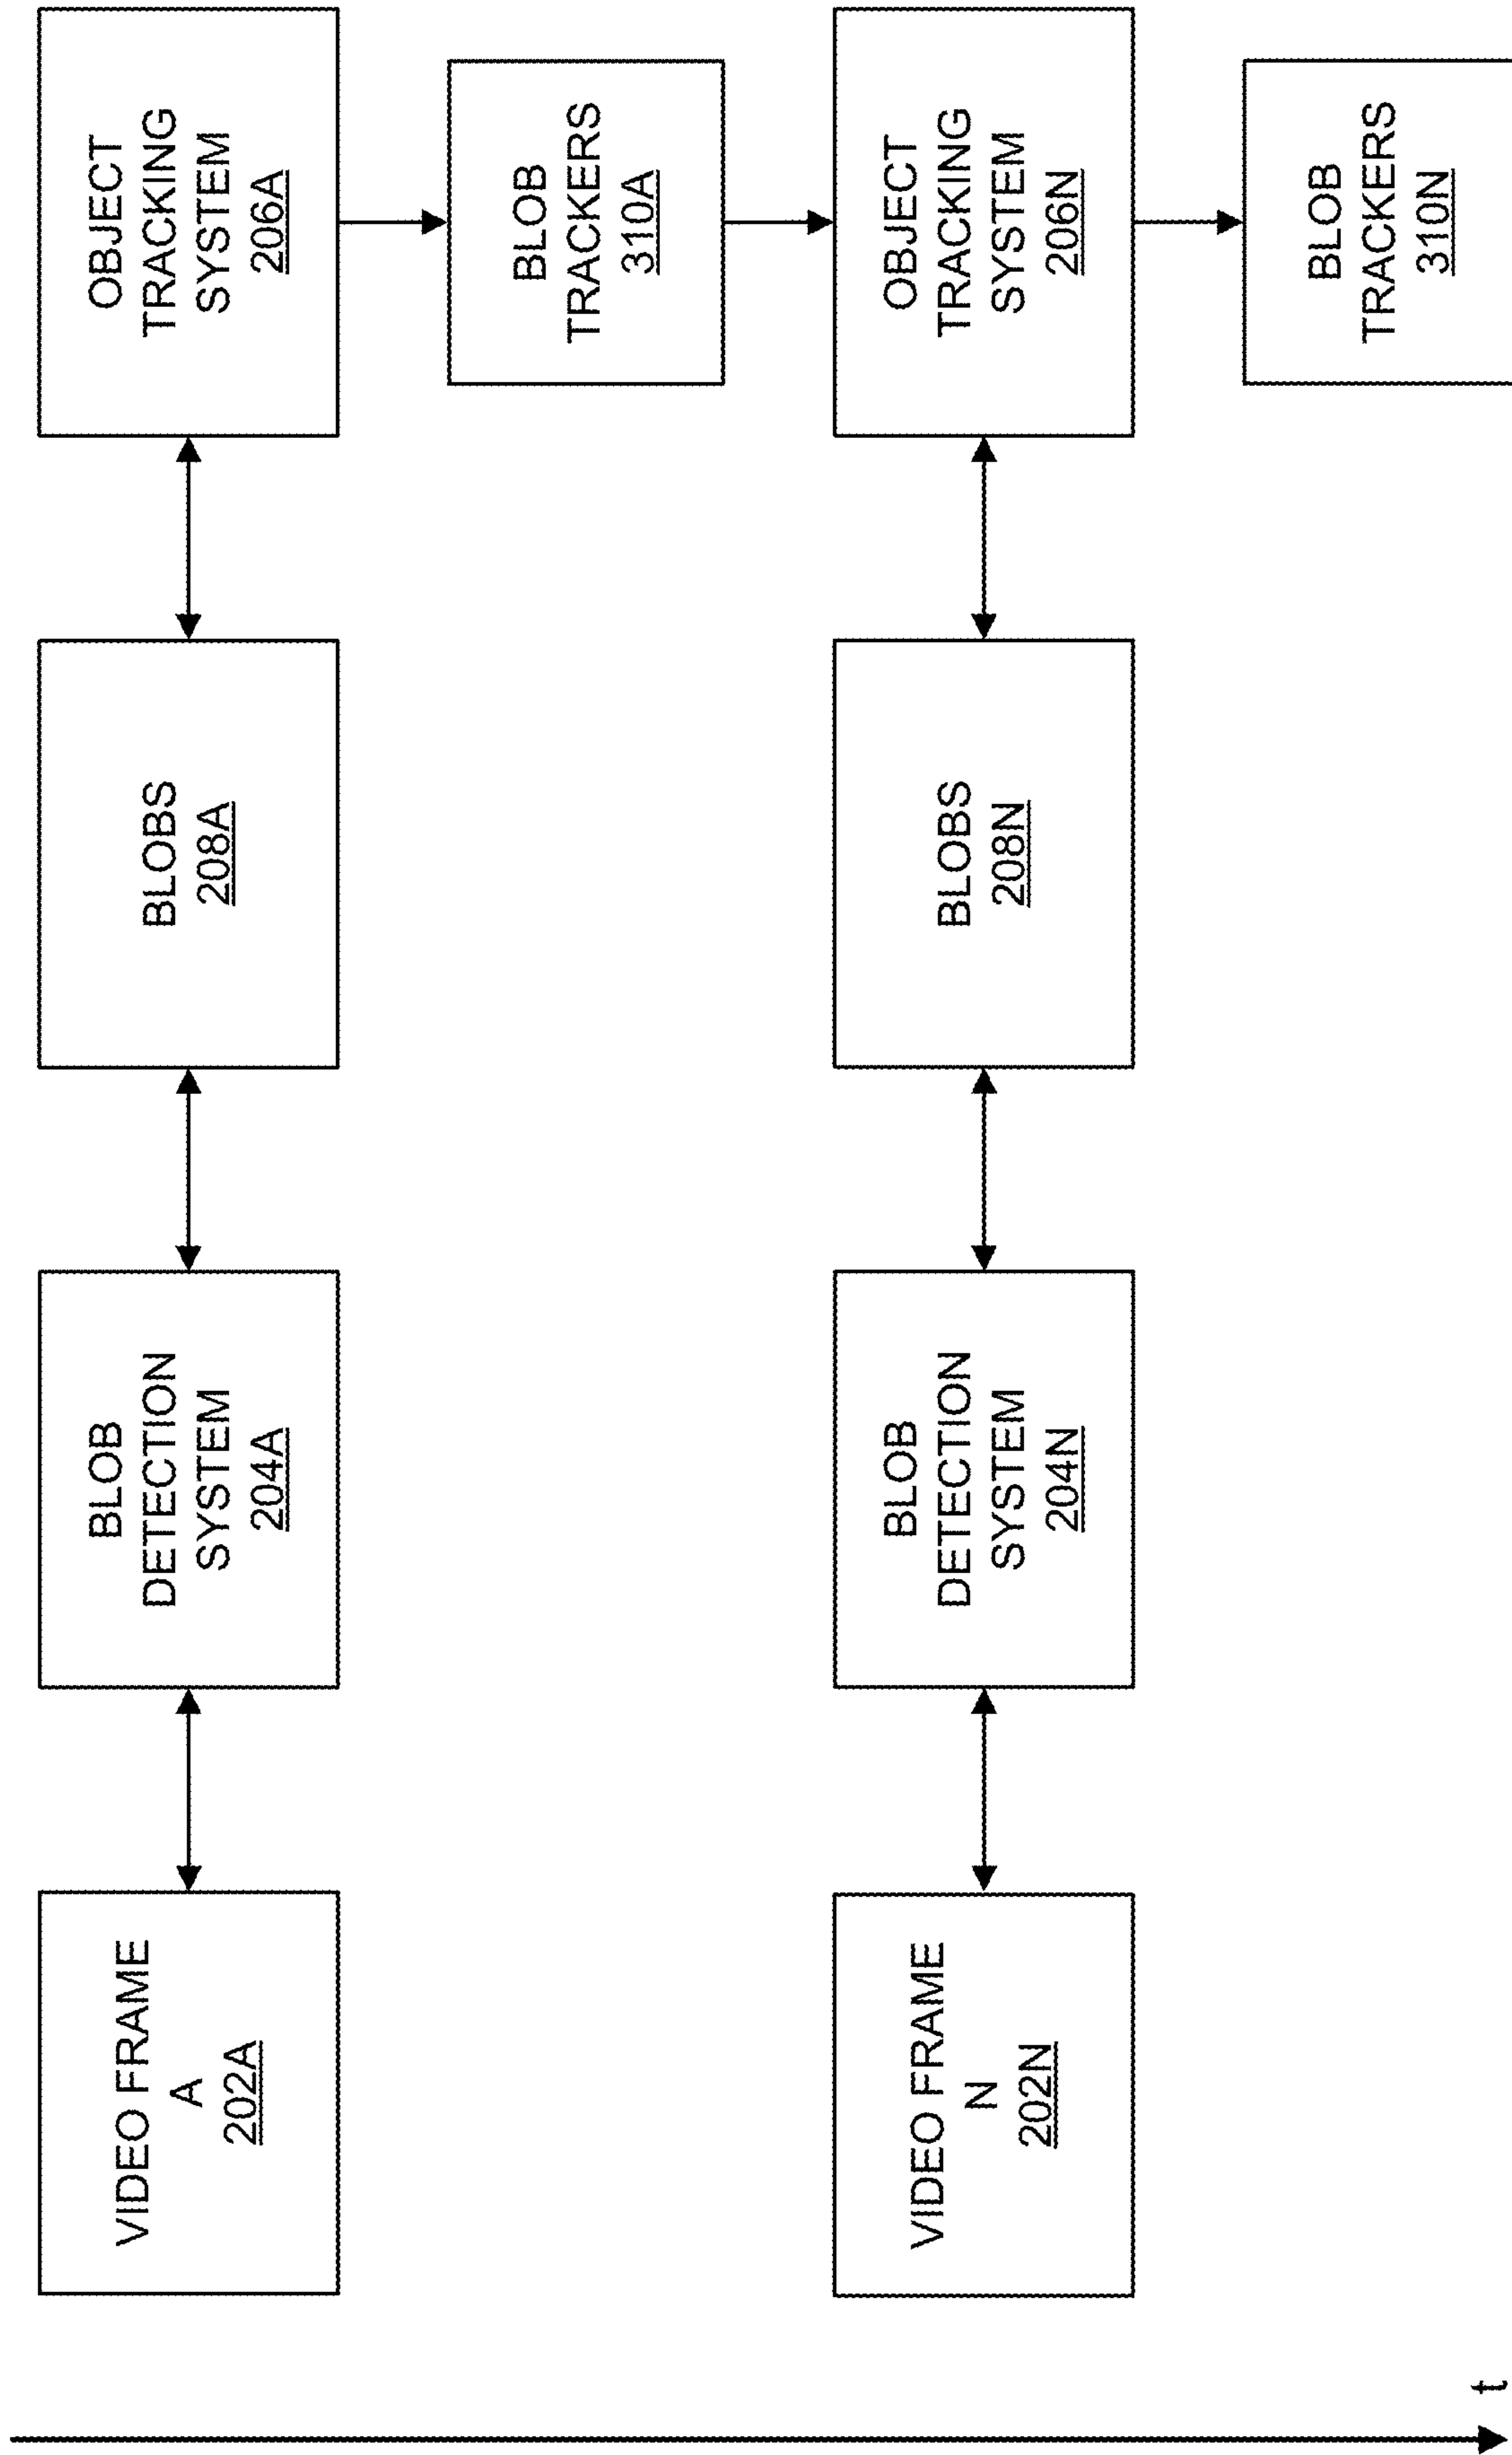 VIDEO FRAME
A
202A
BLOB
DETECTION
SYSTEM
204A
BLOBS
208A
OBJECT
TRACKING
SYSTEM
206A
BLOB
TRACKERS
310A
VIDEO FRAME
N
202N
BLOB
DETECTION
SYSTEM
204N
BLOBS
208N
OBJECT
TRACKING
SYSTEM
206N
BLOB
TRACKERS
310N
t